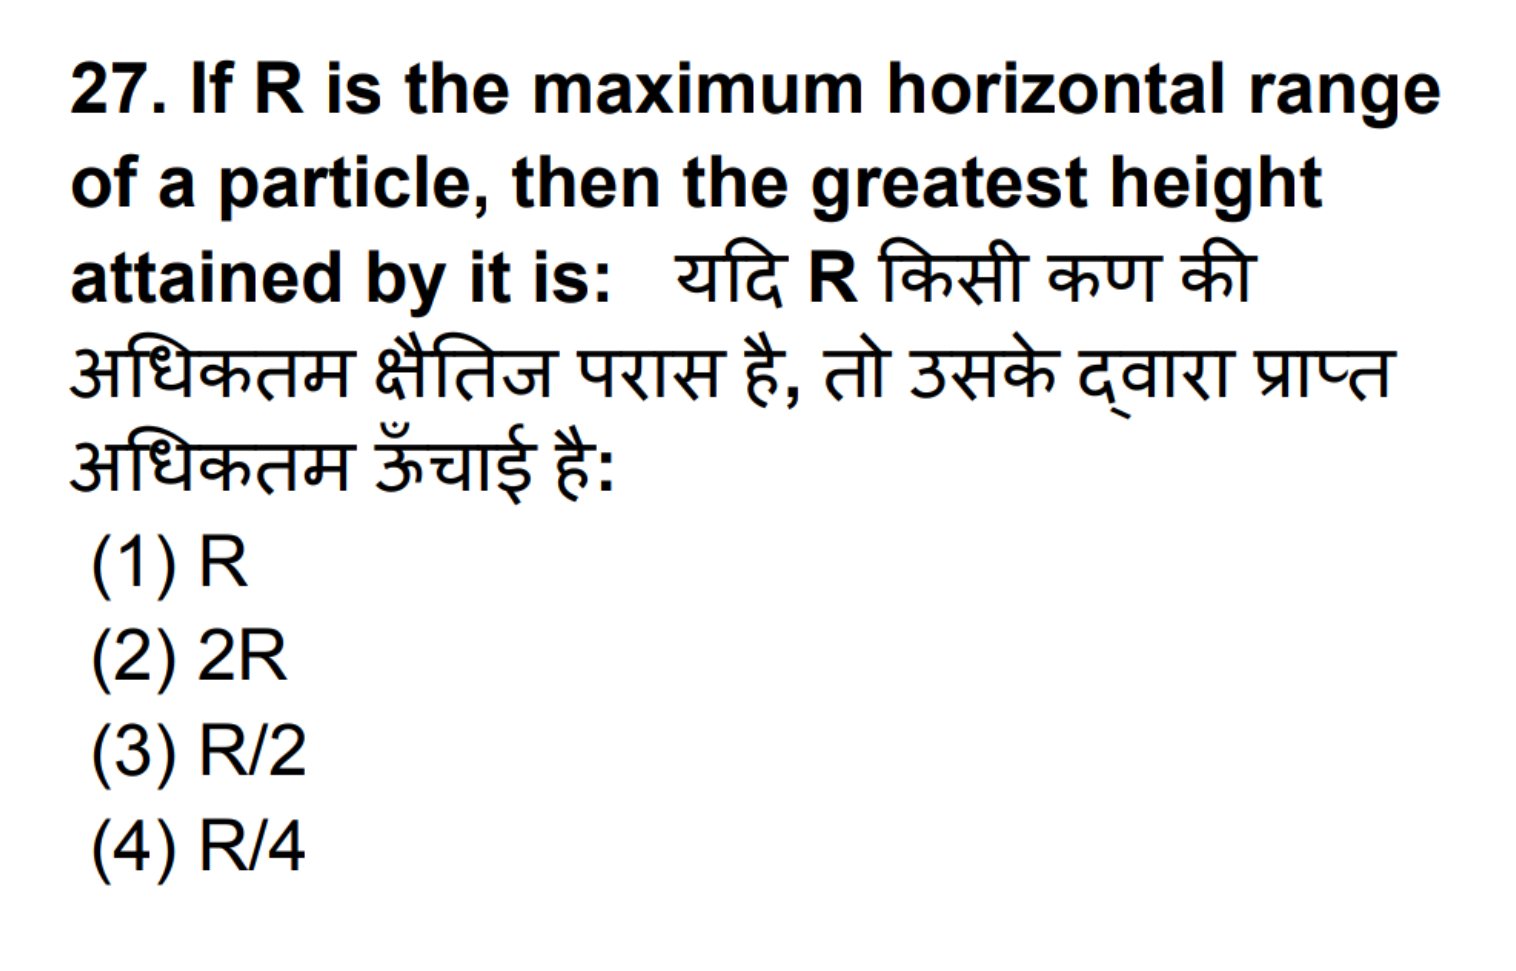 27. If R is the maximum horizontal range
of a particle, then the greatest height
attained by it is: यदि R किसी कण की
अधिकतम क्षैतिज परास है, तो उसके द्वारा प्राप्त
अधिकतम ऊँचाई है:
(1) R
(2) 2R
(3) R/2
(4) R/4